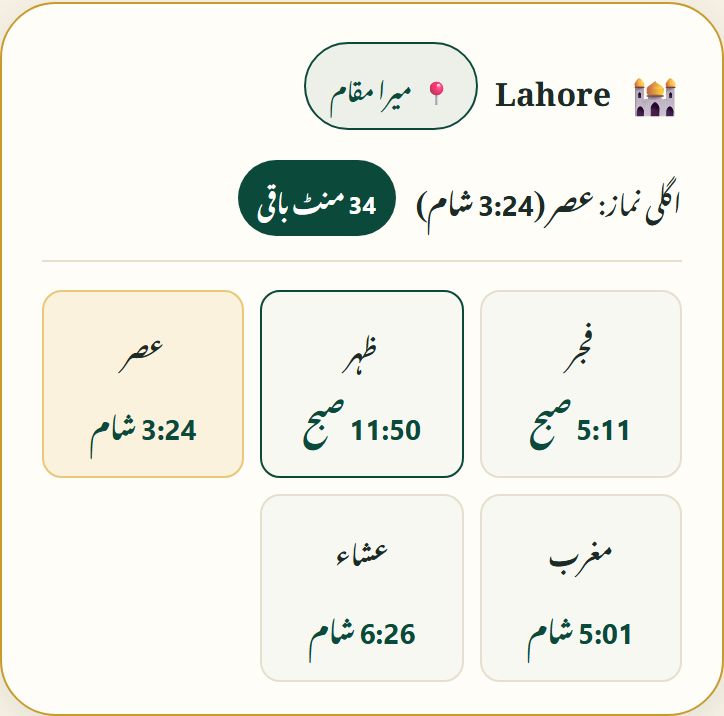 Lahore
میرا مقام
اگلی نماز: عصر (3:24 شام)
34 منٹ باقی
فجر
5:11 صبح
ظہر
11:50 صبح
عصر
3:24 شام
مغرب
5:01 شام
عشاء
6:26 شام